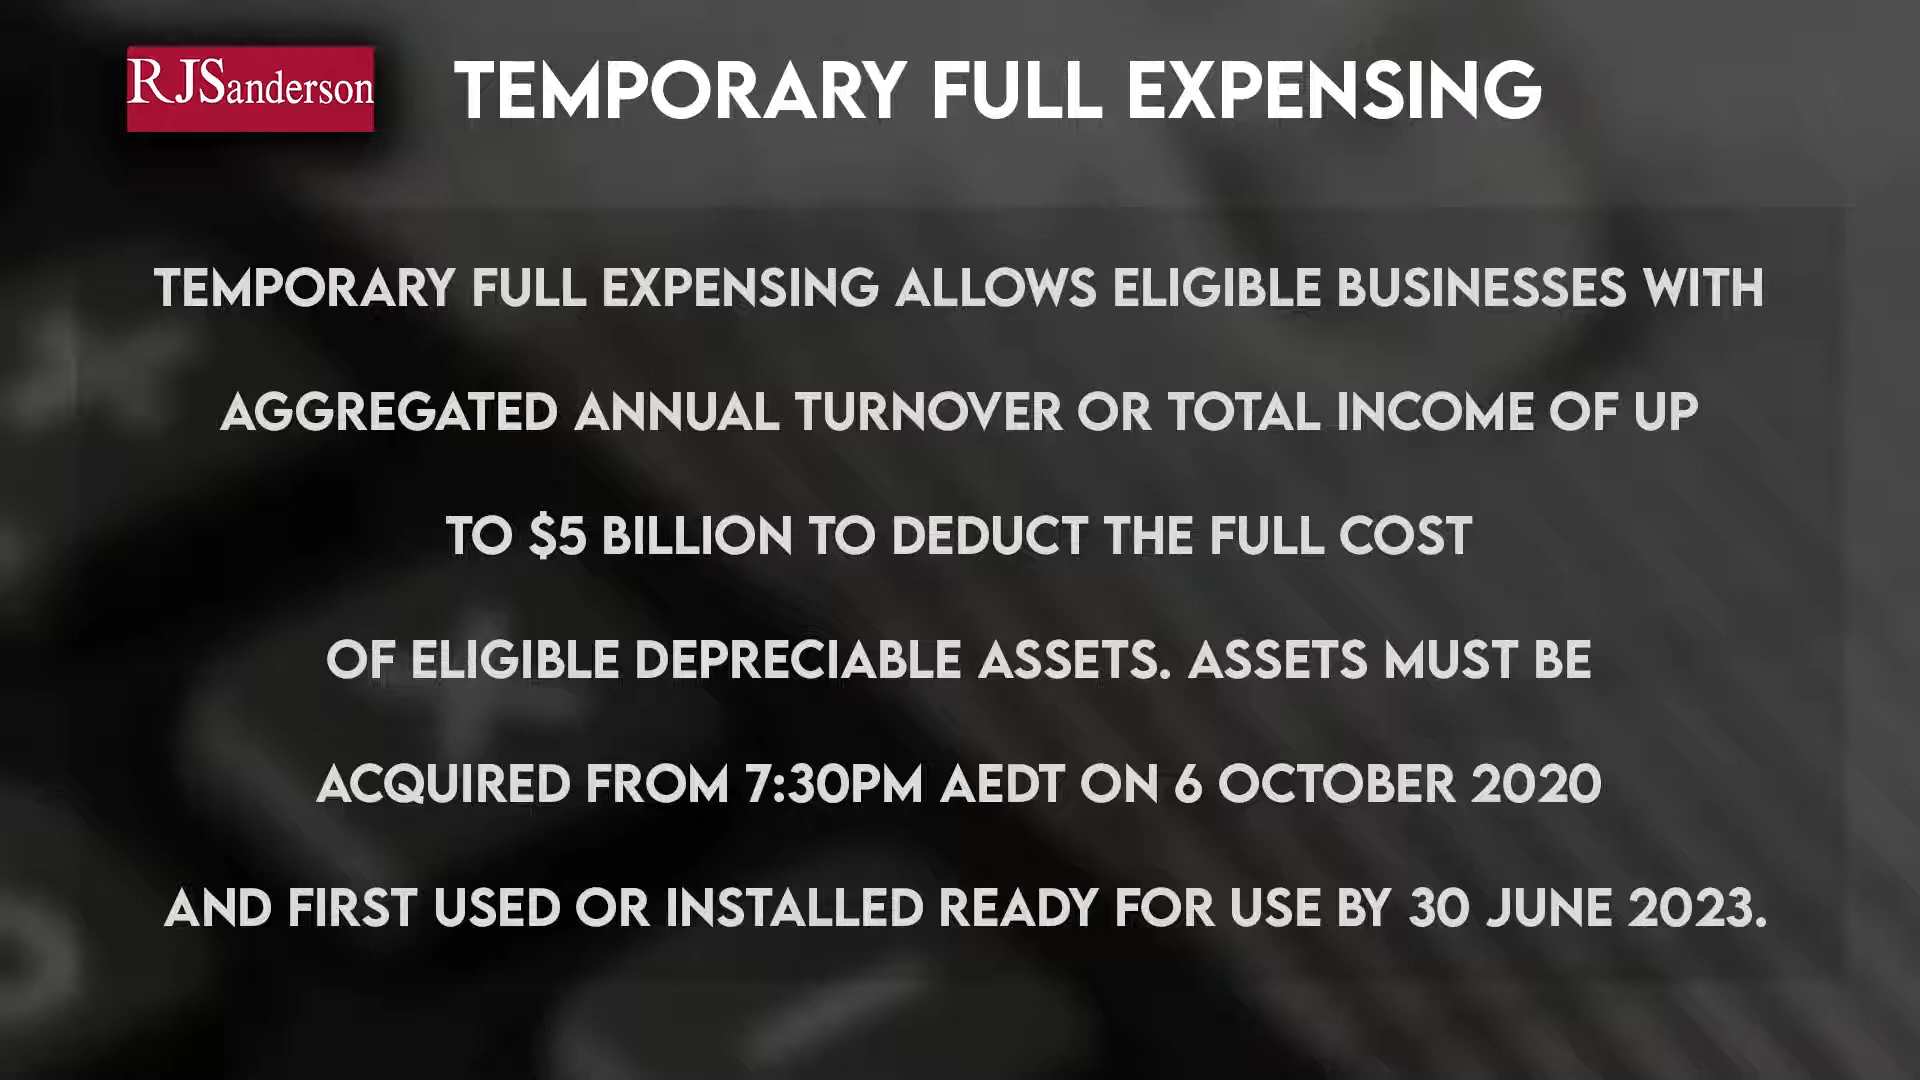 RJSanderson
TEMPORARY FULL EXPENSING
TEMPORARY FULL EXPENSING ALLOWS ELIGIBLE BUSINESSES WITH
AGGREGATED ANNUAL TURNOVER OR TOTAL INCOME OF UP
TO $5 BILLION TO DEDUCT THE FULL COST
OF ELIGIBLE DEPRECIABLE ASSETS. ASSETS MUST BE
ACQUIRED FROM 7:30PM AEDT ON 6 OCTOBER 2020
AND FIRST USED OR INSTALLED READY FOR USE BY 30 JUNE 2023.